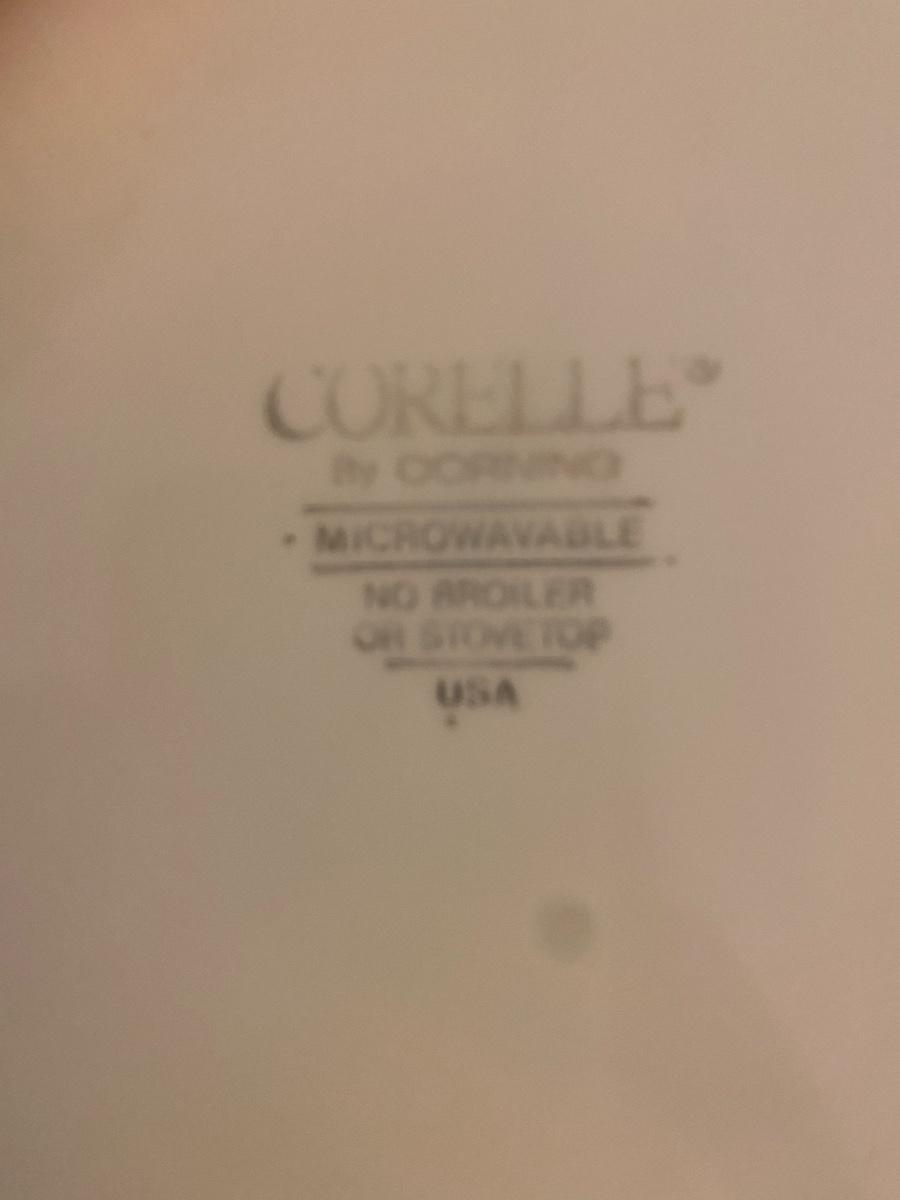 CORELLE®
By CORNING
MICROWAVABLE
NO BROILER
OR STOVETOP
USA